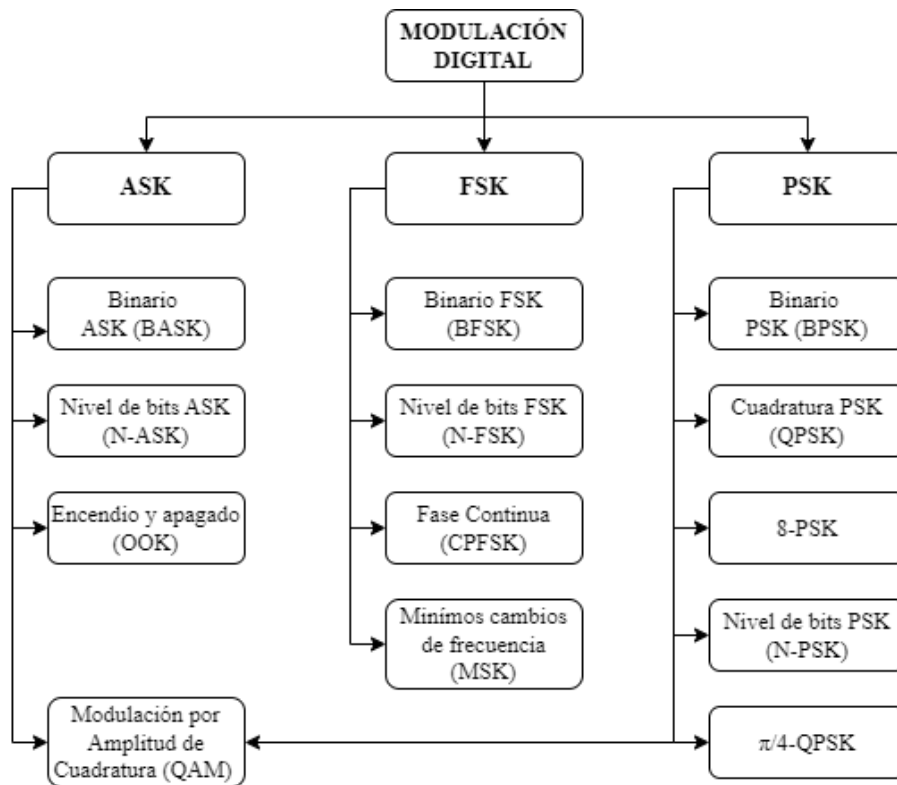 MODULACIÓN
DIGITAL
ASK
FSK
PSK
Binario
ASK (BASK)
Binario FSK
(BFSK)
Binario
PSK (BPSK)
Nivel de bits ASK
(N-ASK)
Nivel de bits FSK
(N-FSK)
Cuadratura PSK
(QPSK)
Encendio y apagado
(OOK)
Fase Continua
(CPFSK)
8-PSK
Minímos cambios
de frecuencia
(MSK)
Nivel de bits PSK
(N-PSK)
Modulación por
Amplitud de
Cuadratura (QAM)
π/4-QPSK